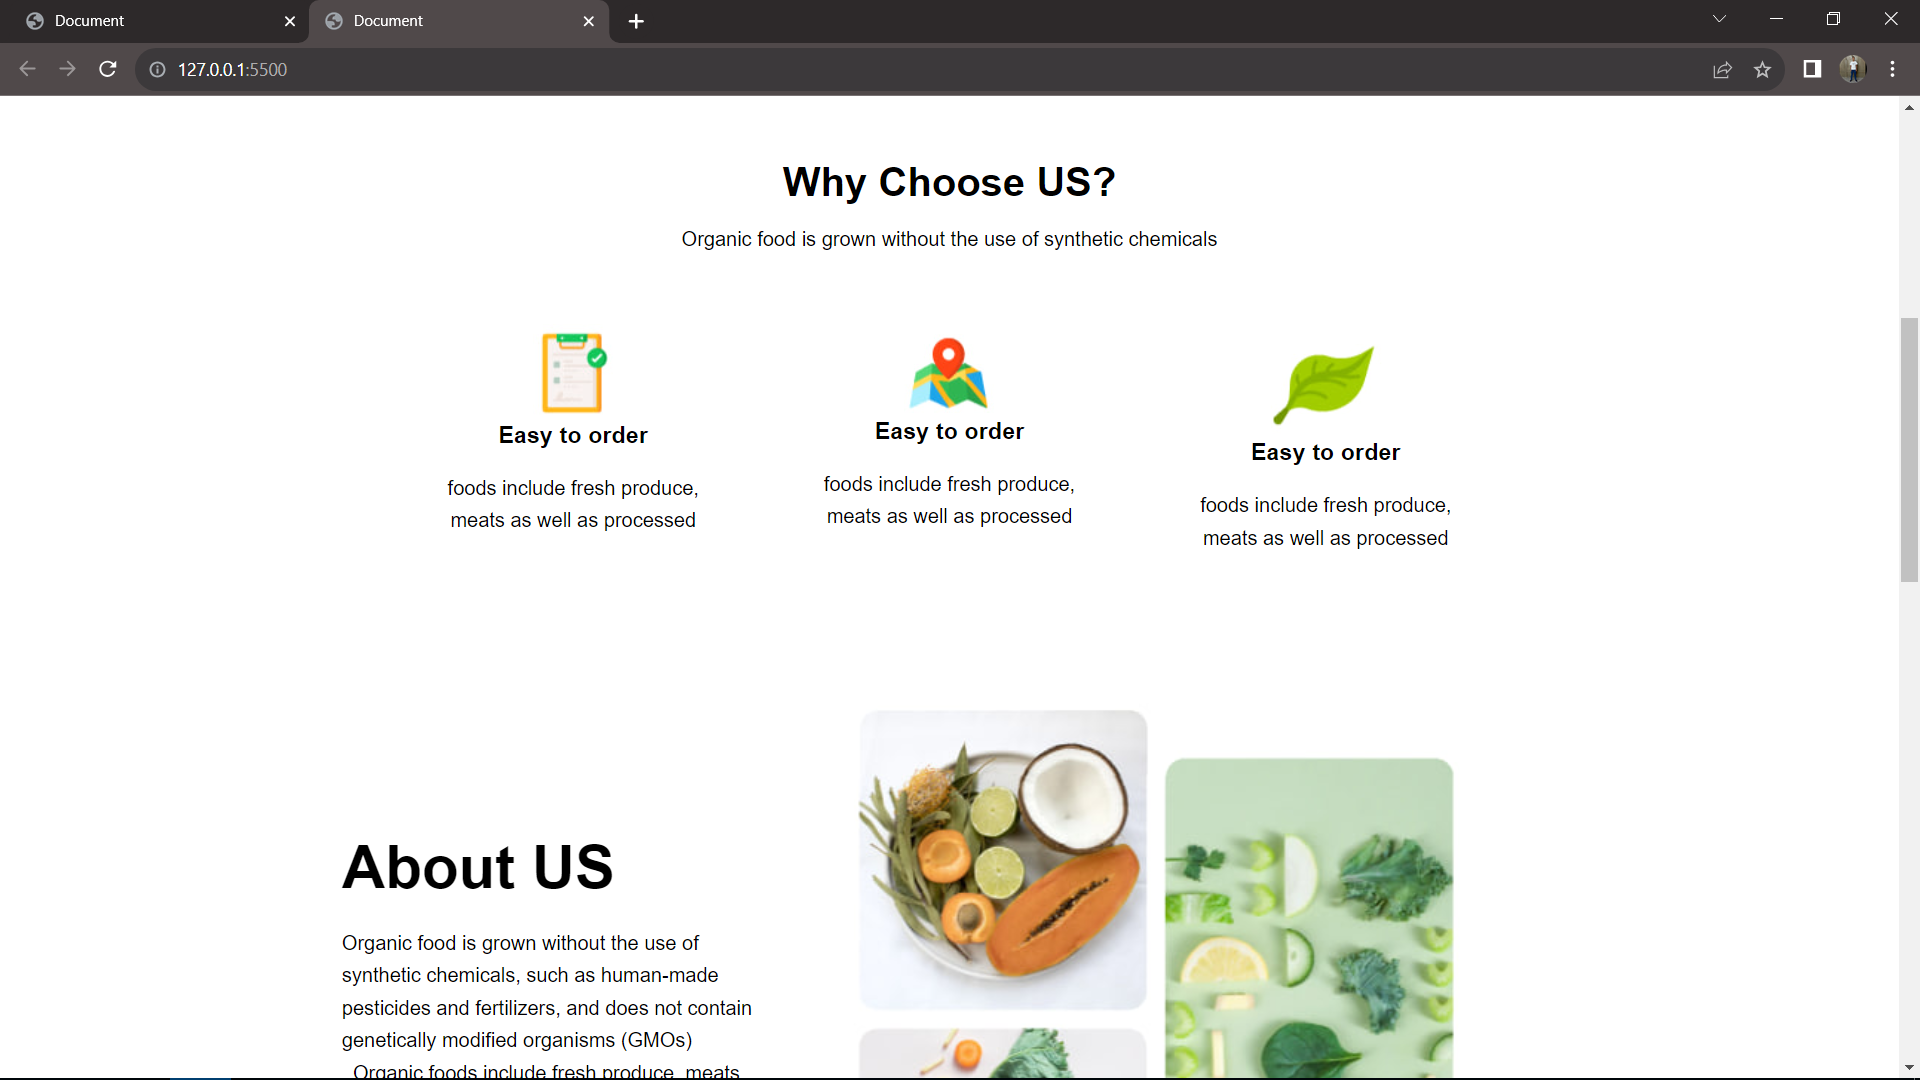 Document
Document
127.0.0.1:5500
Why Choose US?
Organic food is grown without the use of synthetic chemicals
Easy to order
foods include fresh produce,
meats as well as processed
Easy to order
foods include fresh produce,
meats as well as processed
Easy to order
foods include fresh produce,
meats as well as processed
About US
Organic food is grown without the use of
synthetic chemicals, such as human-made
pesticides and fertilizers, and does not contain
genetically modified organisms (GMOs)
Organic foods include fresh produce, meats